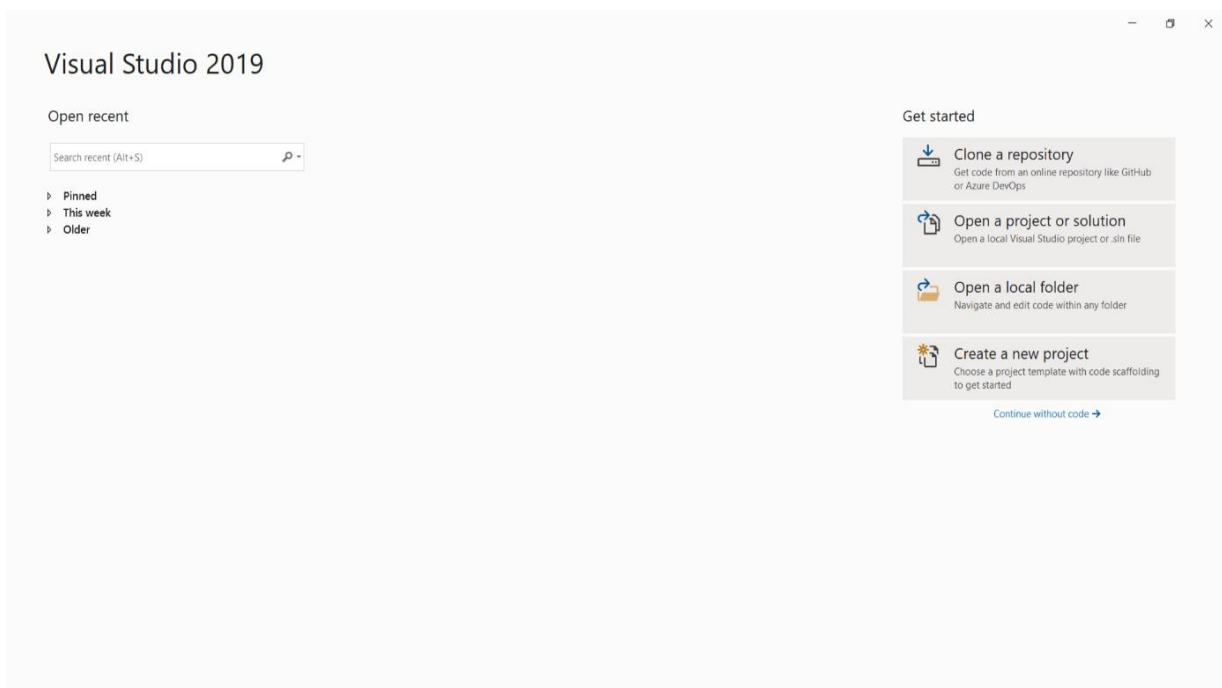 Visual Studio 2019
Open recent
Search recent (Alt+S)
Pinned
This week
Older
Get started
Clone a repository
Get code from an online repository like GitHub
or Azure DevOps
Open a project or solution
Open a local Visual Studio project or .sln file
Open a local folder
Navigate and edit code within any folder
Create a new project
Choose a project template with code scaffolding
to get started
Continue without code →